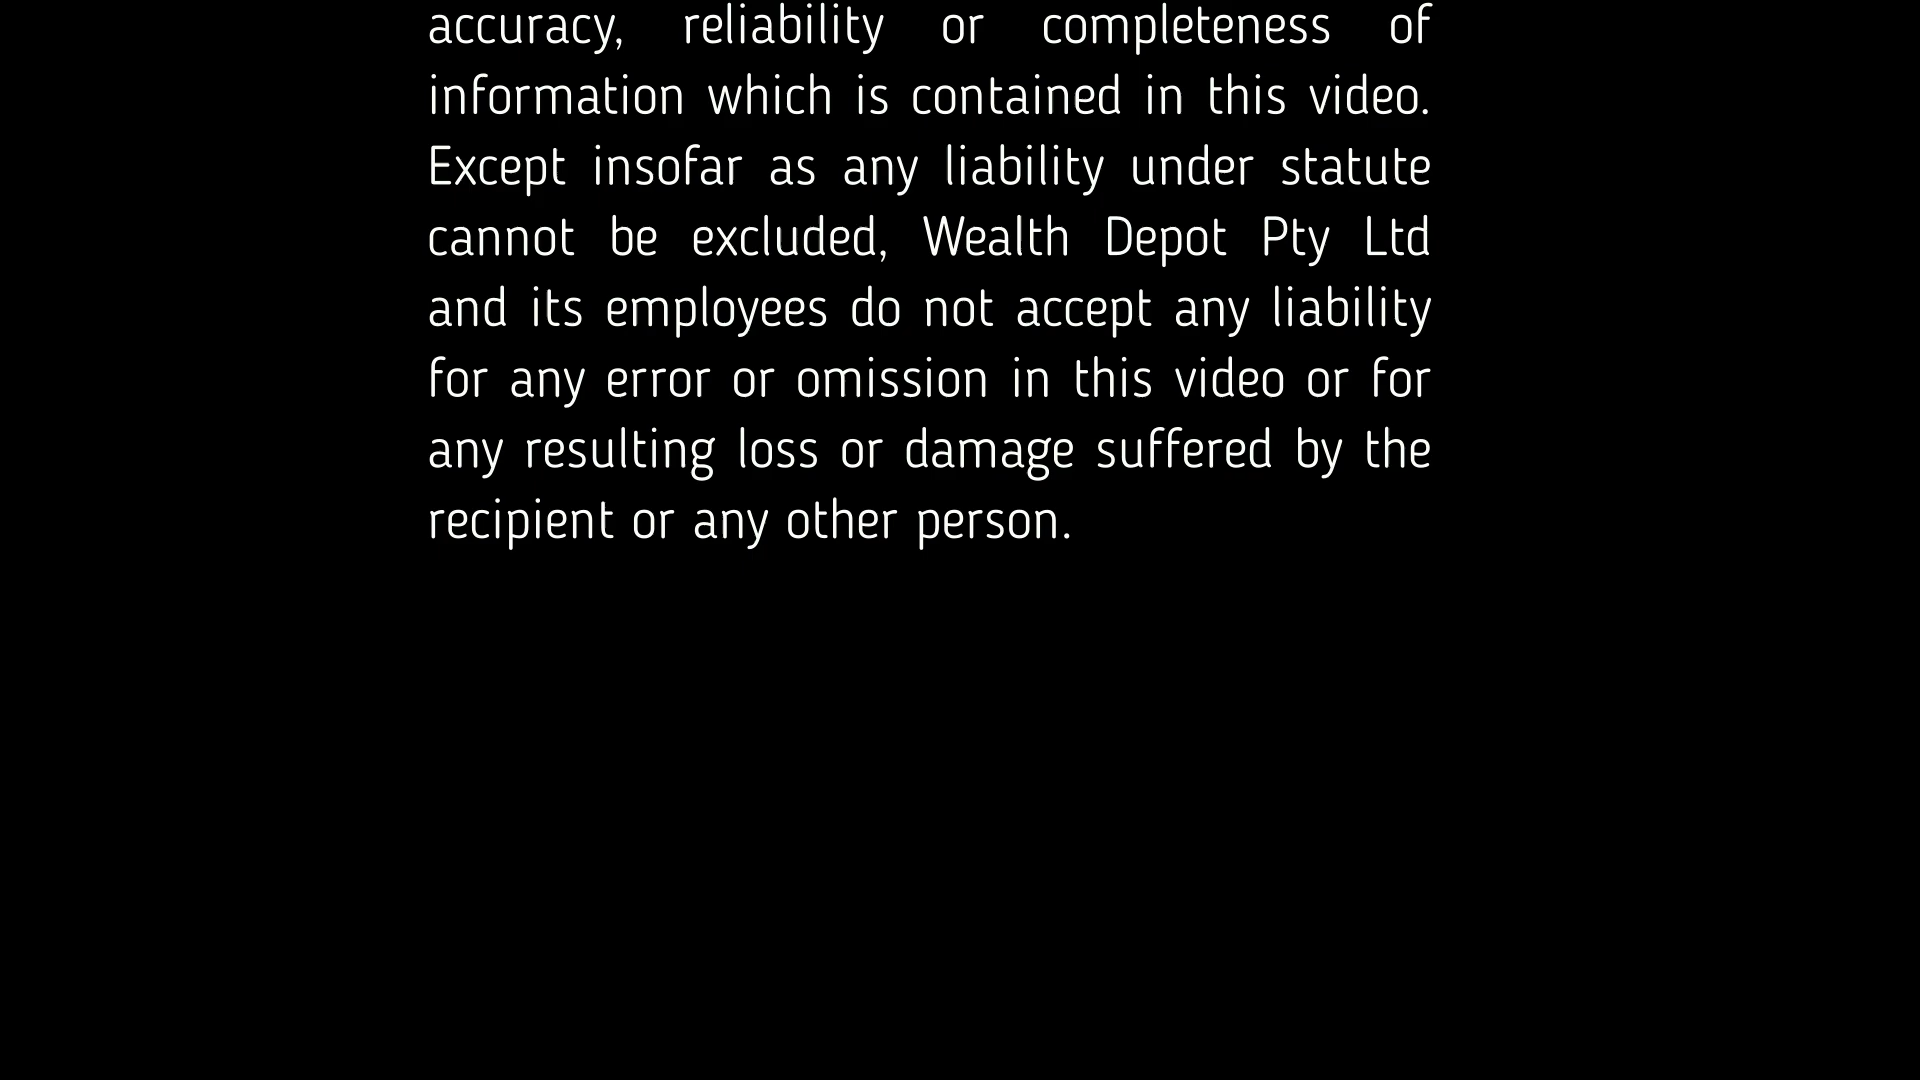 accuracy, reliability or completeness of
information which is contained in this video.
Except insofar as any liability under statute
cannot be excluded, Wealth Depot Pty Ltd
and its employees do not accept any liability
for any error or omission in this video or for
any resulting loss or damage suffered by the
recipient or any other person.